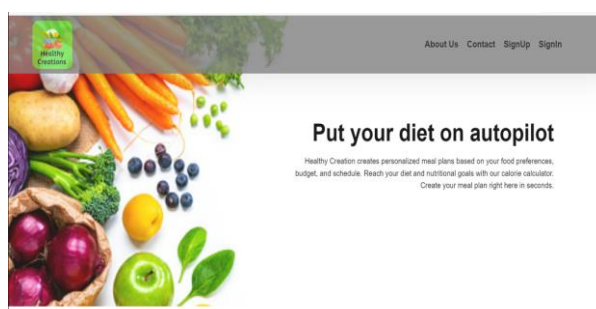 Healthy
Creations
About Us Contact SignUp SignIn
Put your diet on autopilot
Healthy Creation creates personalized meal plans based on your food preferences,
budget, and schedule. Reach your diet and nutritional goals with our calorie calculator.
Create your meal plan right here in seconds.